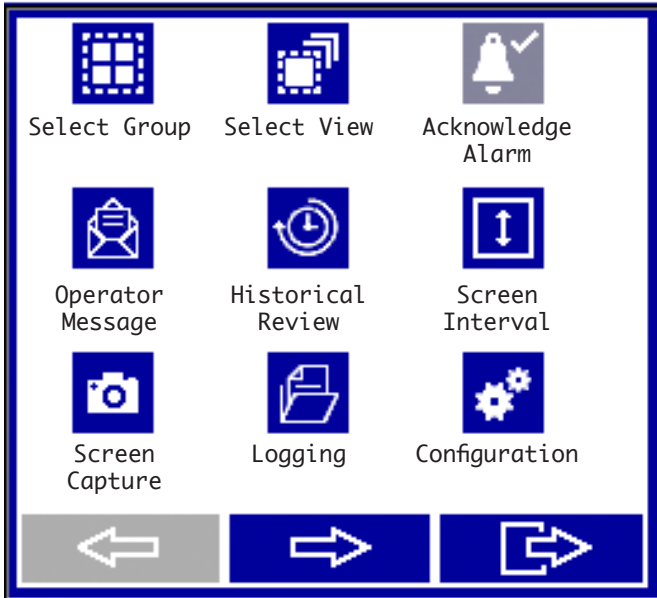 Select Group
Select View
Acknowledge
Alarm
Operator
Message
Historical
Review
Screen
Interval
Screen
Capture
Logging
Configuration